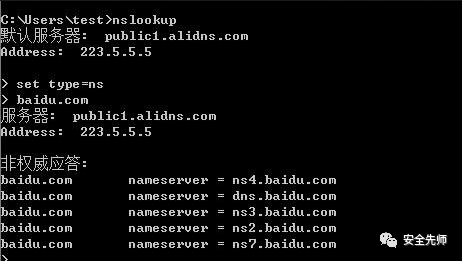 C:\Users\test>nslookup
默认服务器:  public1.alidns.com
Address:  223.5.5.5
> set type=ns
> baidu.com
服务器:  public1.alidns.com
Address:  223.5.5.5
非权威应答:
baidu.com       nameserver = ns4.baidu.com
baidu.com       nameserver = dns.baidu.com
baidu.com       nameserver = ns3.baidu.com
baidu.com       nameserver = ns2.baidu.com
baidu.com       nameserver = ns7.baidu.com
>
安全先师